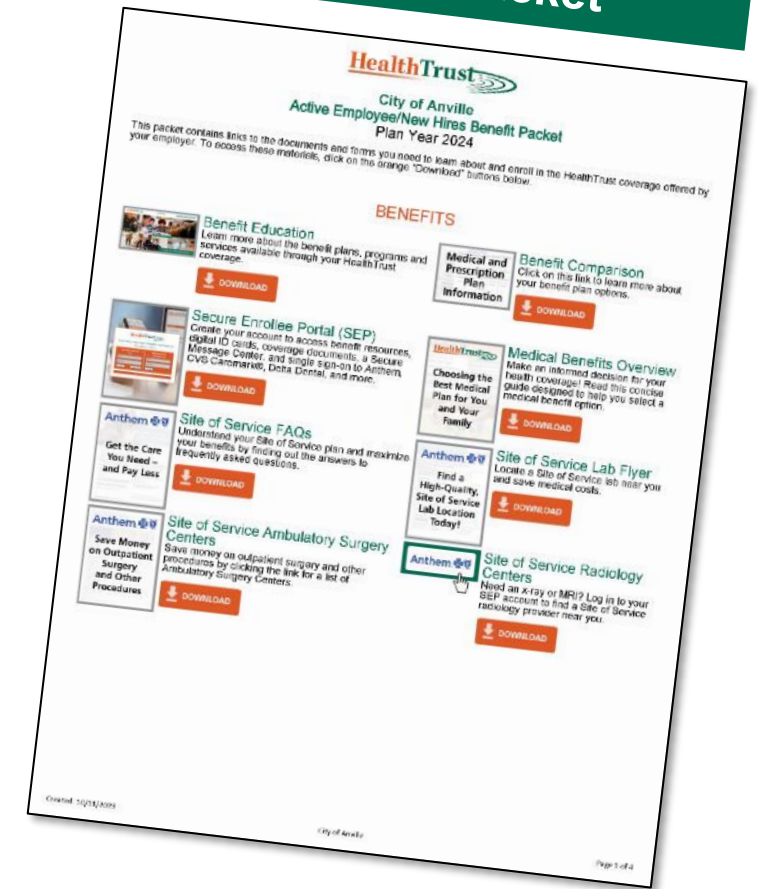 HealthTrust
City of Anville
Active Employee/New Hires Benefit Packet
Plan Year 2024
This packet contains links to the documents and forms you need to learn about and enroll in the HealthTrust coverage offered by
your employer. To access these materials, click on the orange "Download" buttons below.
BENEFITS
Benefit Education
Learn more about the benefit plans, programs and
services available through your HealthTrust
coverage.
DOWNLOAD
Medical and
Prescription
Plan
Information
Benefit Comparison
Click on this link to learn more about
your benefit plan options.
DOWNLOAD
Secure Enrollee Portal (SEP)
Create your account to access benefit resources,
digital ID cards, coverage documents, a Secure
Message Center, and single sign-on to Anthem,
CVS Caremark®, Delta Dental, and more.
DOWNLOAD
HealthTrust
Choosing the
Best Medical
Plan for You
and Your
Family
Medical Benefits Overview
Make an informed decision for your
health coverage! Read this concise
guide designed to help you select a
medical benefit option.
DOWNLOAD
Anthem
Get the Care
You Need –
and Pay Less
Site of Service FAQs
Understand your Site of Service plan and maximize
your benefits by finding out the answers to
frequently asked questions.
DOWNLOAD
Anthem
Find a
High-Quality,
Site of Service
Lab Location
Today!
Site of Service Lab Flyer
Locate a Site of Service lab near you
and save medical costs.
DOWNLOAD
Anthem
Save Money
on Outpatient
Surgery
and Other
Procedures
Site of Service Ambulatory Surgery
Centers
Save money on outpatient surgery and other
procedures by clicking the link for a list of
Ambulatory Surgery Centers.
DOWNLOAD
Anthem
Site of Service Radiology
Centers
Need an x-ray or MRI? Log in to your
SEP account to find a Site of Service
radiology provider near you.
DOWNLOAD
Created:
City of Anville
Page 1 of 4